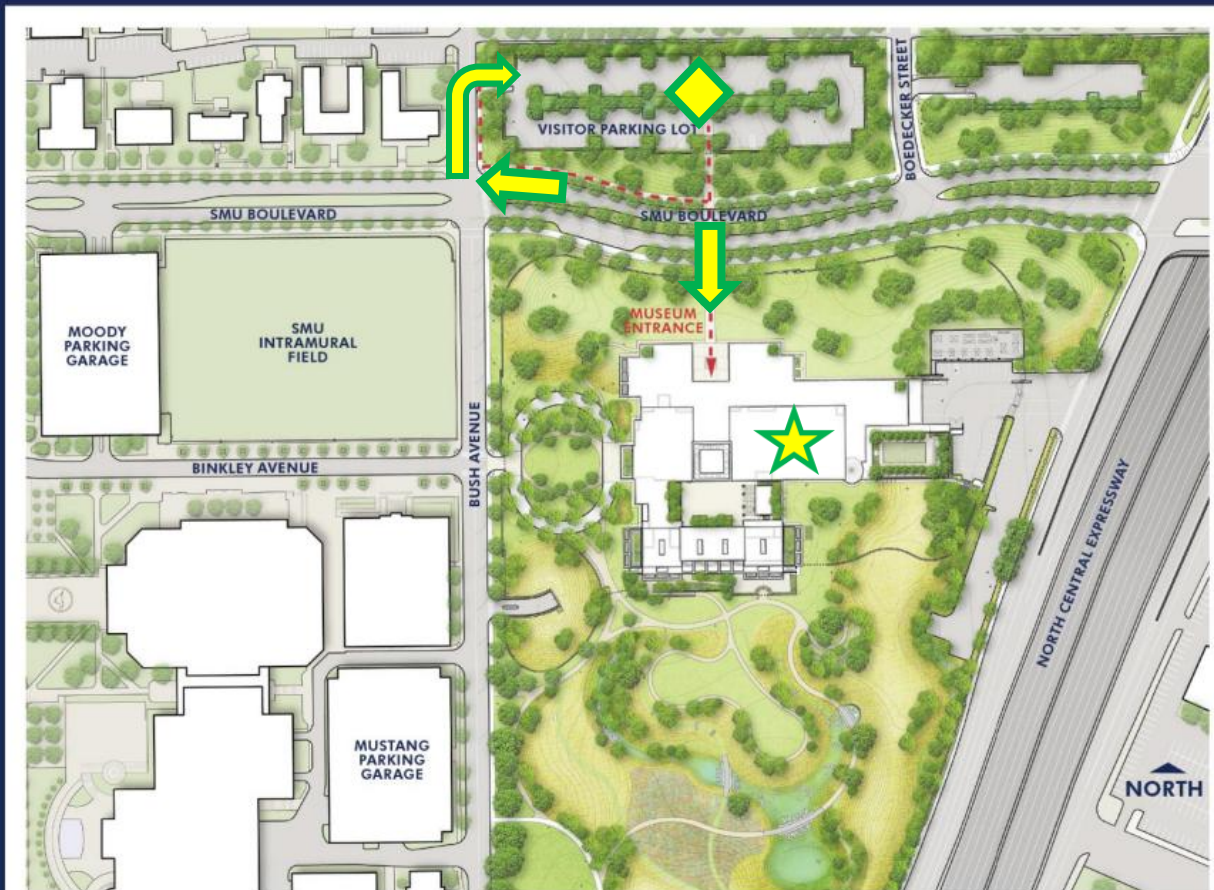 BOEDECKER STREET
VISITOR PARKING LOT
SMU BOULEVARD
SMU BOULEVARD
MUSEUM
ENTRANCE
MOODY
PARKING
GARAGE
SMU
INTRAMURAL
FIELD
BINKLEY AVENUE
BUSH AVENUE
NORTH CENTRAL EXPRESSWAY
MUSTANG
PARKING
GARAGE
NORTH